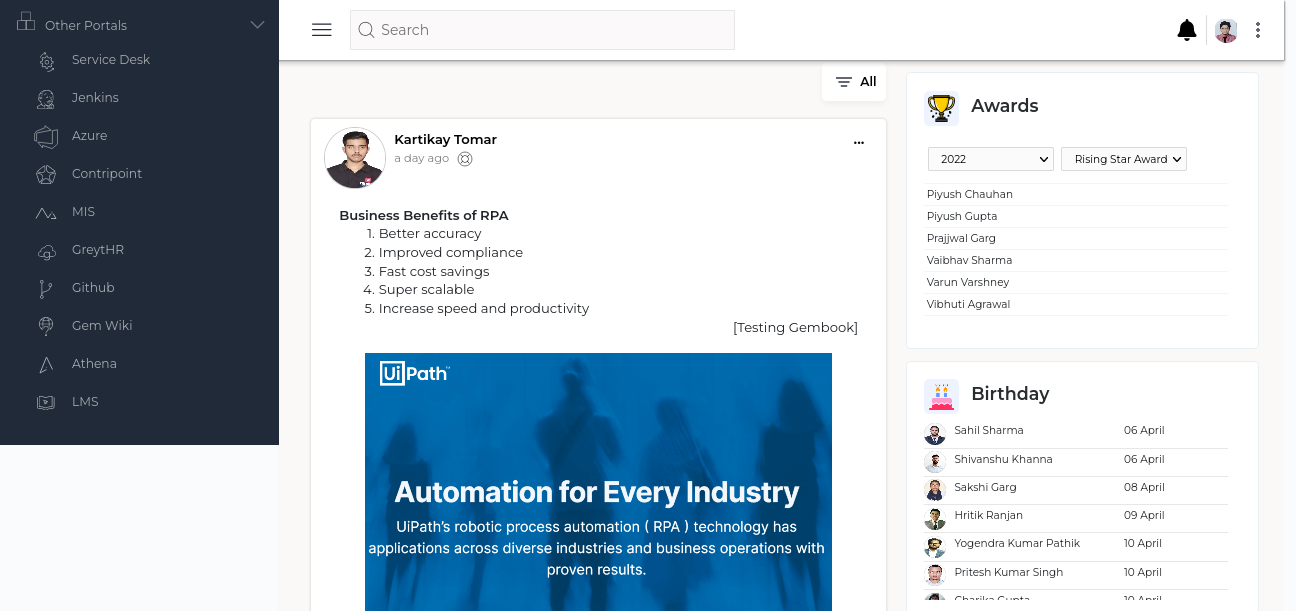 Other Portals
Service Desk
Jenkins
Azure
Contripoint
MIS
GreytHR
Github
Gem Wiki
Athena
LMS
Search
All
Kartikay Tomar
a day ago
...
Business Benefits of RPA
1. Better accuracy
2. Improved compliance
3. Fast cost savings
4. Super scalable
5. Increase speed and productivity
[Testing Gembook]
UiPath™
Automation for Every Industry
UiPath's robotic process automation ( RPA ) technology has
applications across diverse industries and business operations with
proven results.
Awards
2022 Rising Star Award
Piyush Chauhan
Piyush Gupta
Prajjwal Garg
Vaibhav Sharma
Varun Varshney
Vibhuti Agrawal
Birthday
Sahil Sharma 06 April
Shivanshu Khanna 06 April
Sakshi Garg 08 April
Hritik Ranjan 09 April
Yogendra Kumar Pathik 10 April
Pritesh Kumar Singh 10 April
Charika Gupta 10 April